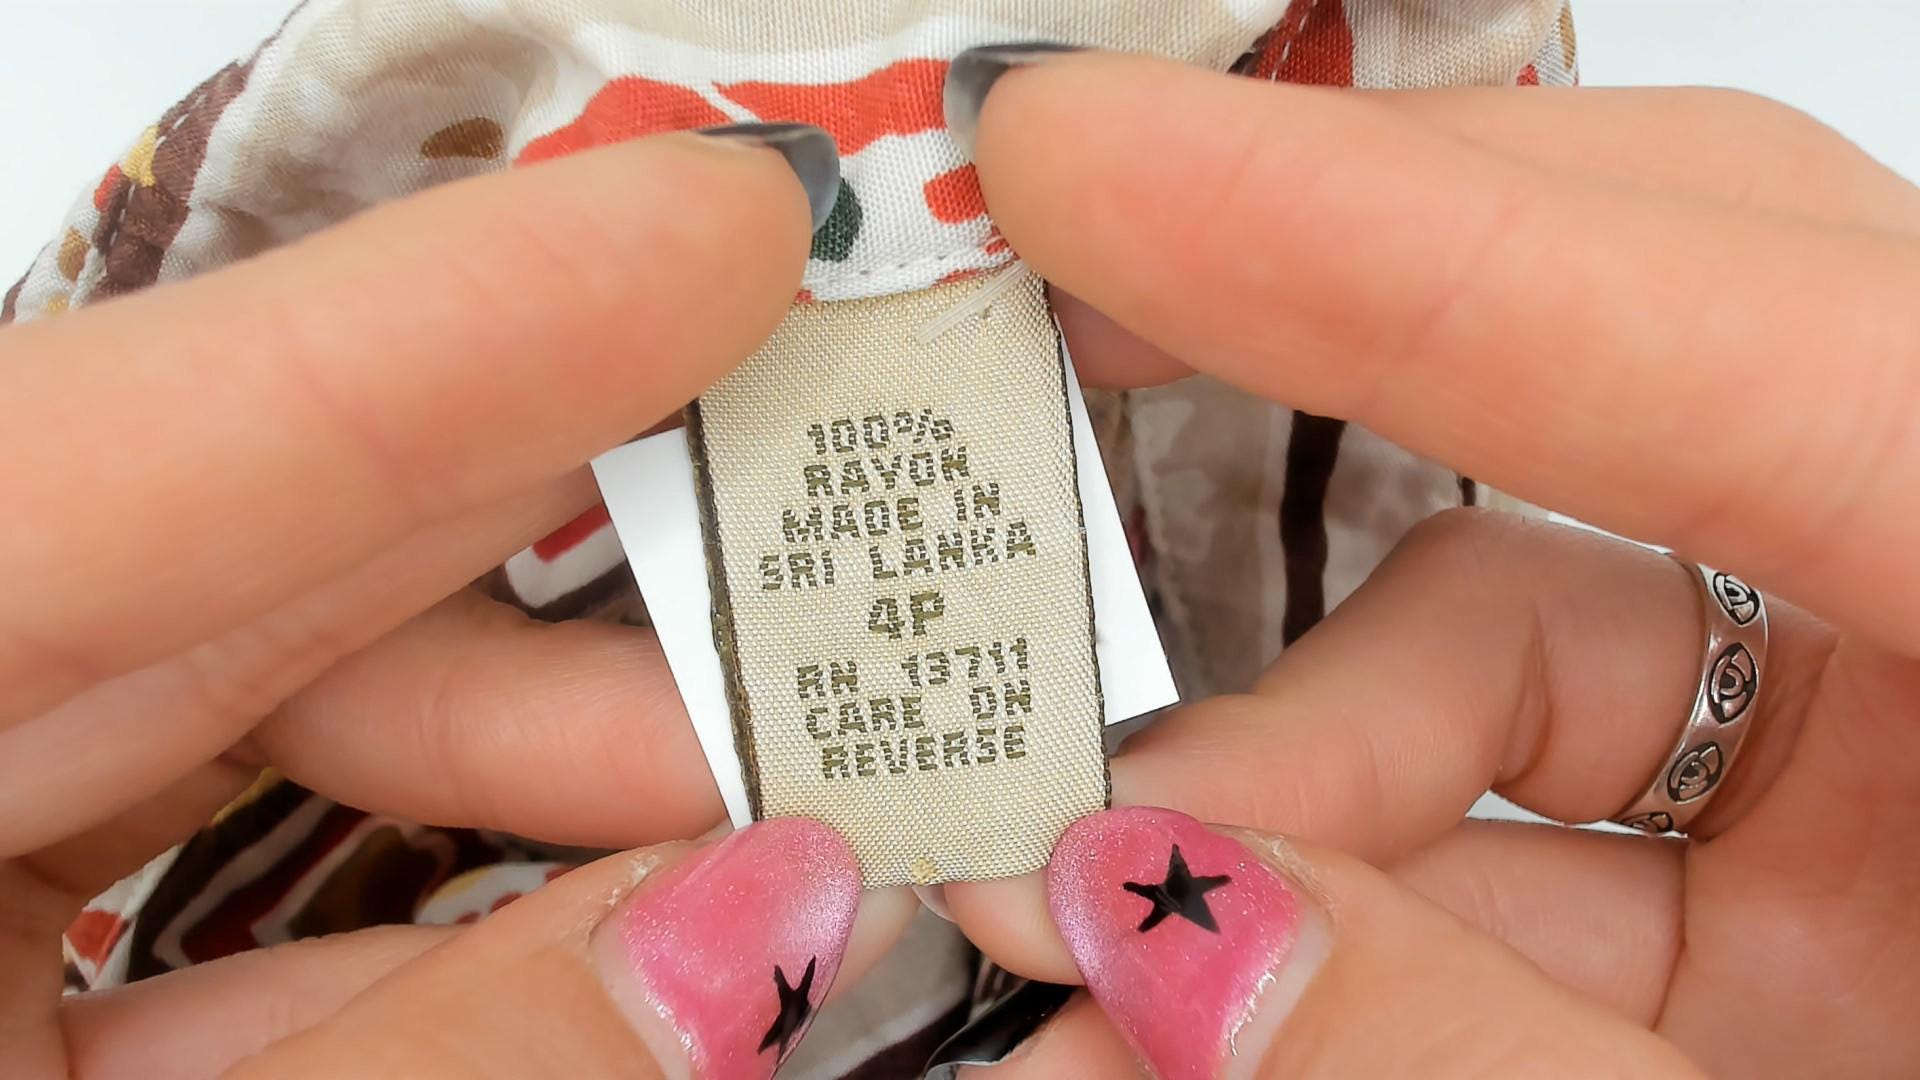 100%
RAYON
MADE IN
SRI LANKA
4P
RN 13711
CARE ON
REVERSE